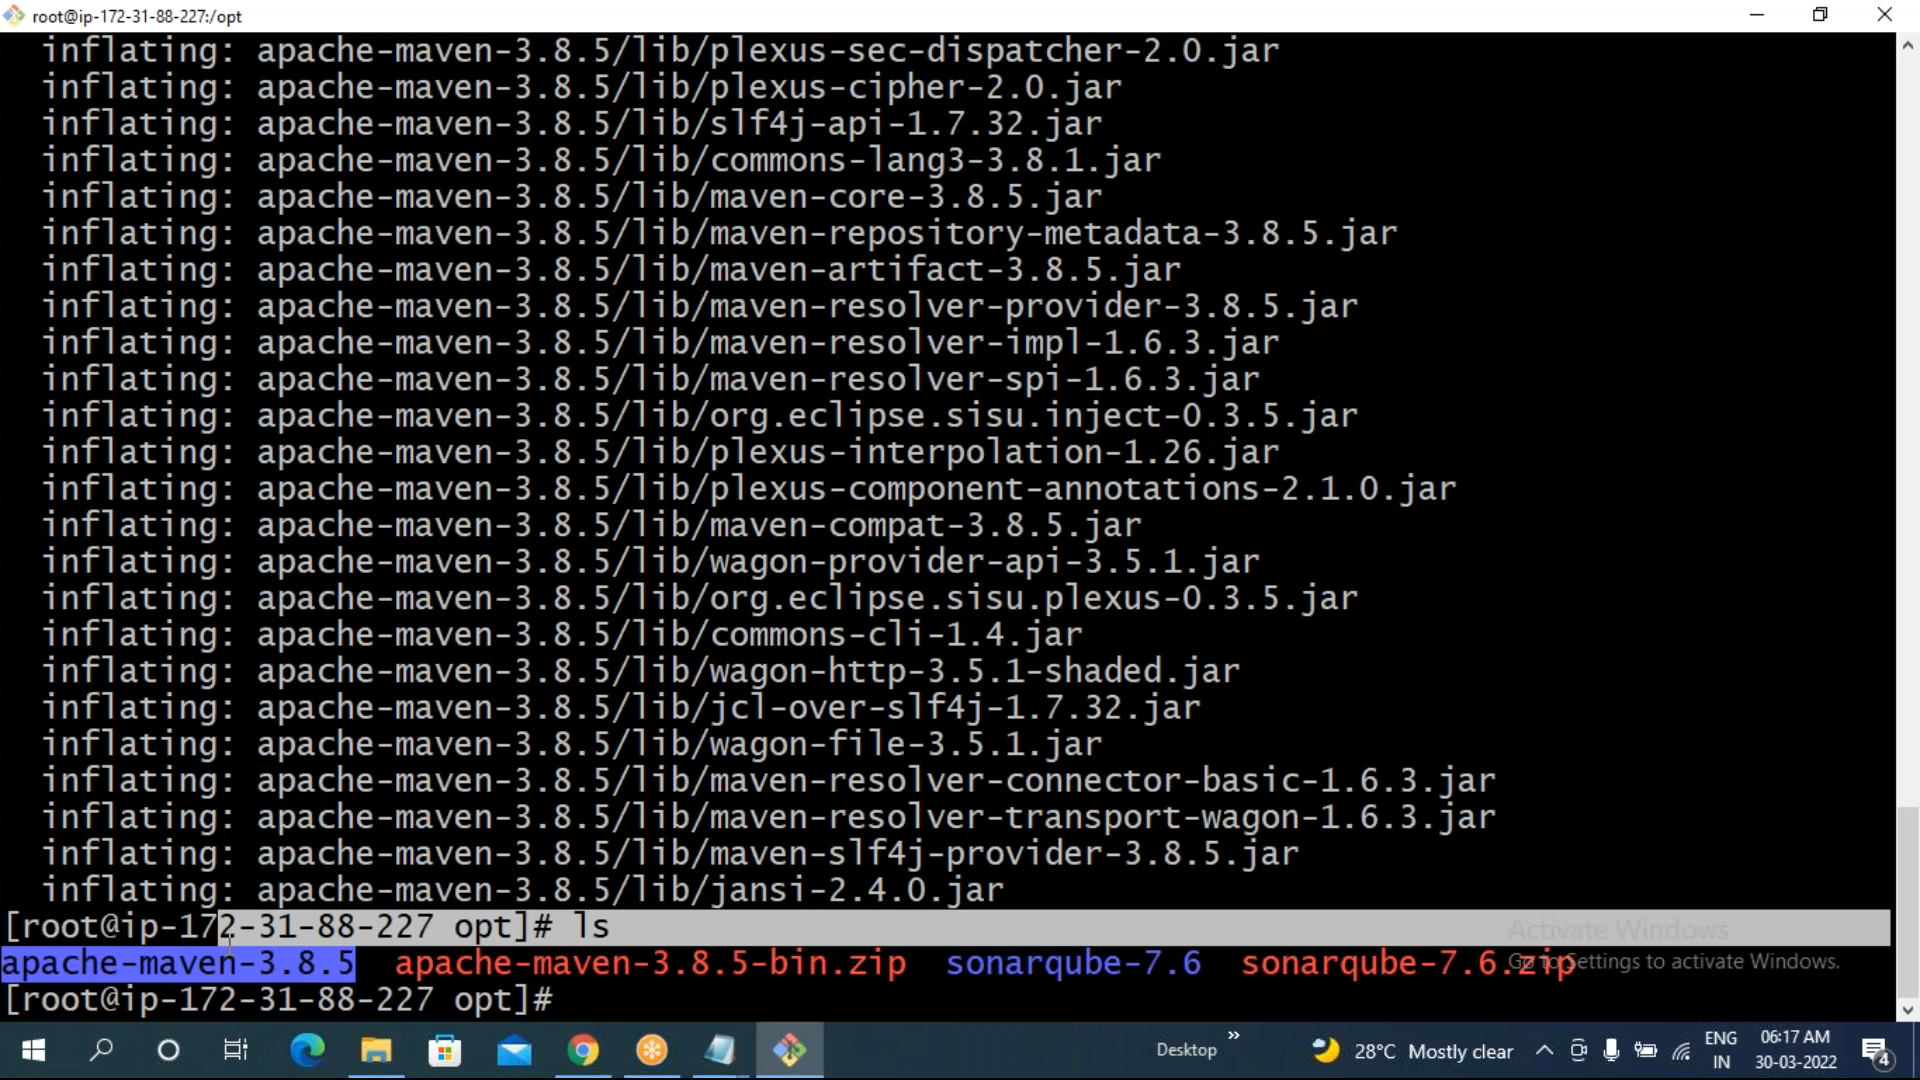 root@ip-172-31-88-227:/opt
inflating: apache-maven-3.8.5/lib/plexus-sec-dispatcher-2.0.jar
inflating: apache-maven-3.8.5/lib/plexus-cipher-2.0.jar
inflating: apache-maven-3.8.5/lib/slf4j-api-1.7.32.jar
inflating: apache-maven-3.8.5/lib/commons-lang3-3.8.1.jar
inflating: apache-maven-3.8.5/lib/maven-core-3.8.5.jar
inflating: apache-maven-3.8.5/lib/maven-repository-metadata-3.8.5.jar
inflating: apache-maven-3.8.5/lib/maven-artifact-3.8.5.jar
inflating: apache-maven-3.8.5/lib/maven-resolver-provider-3.8.5.jar
inflating: apache-maven-3.8.5/lib/maven-resolver-impl-1.6.3.jar
inflating: apache-maven-3.8.5/lib/maven-resolver-spi-1.6.3.jar
inflating: apache-maven-3.8.5/lib/org.eclipse.sisu.inject-0.3.5.jar
inflating: apache-maven-3.8.5/lib/plexus-interpolation-1.26.jar
inflating: apache-maven-3.8.5/lib/plexus-component-annotations-2.1.0.jar
inflating: apache-maven-3.8.5/lib/maven-compat-3.8.5.jar
inflating: apache-maven-3.8.5/lib/wagon-provider-api-3.5.1.jar
inflating: apache-maven-3.8.5/lib/org.eclipse.sisu.plexus-0.3.5.jar
inflating: apache-maven-3.8.5/lib/commons-cli-1.4.jar
inflating: apache-maven-3.8.5/lib/wagon-http-3.5.1-shaded.jar
inflating: apache-maven-3.8.5/lib/jcl-over-slf4j-1.7.32.jar
inflating: apache-maven-3.8.5/lib/wagon-file-3.5.1.jar
inflating: apache-maven-3.8.5/lib/maven-resolver-connector-basic-1.6.3.jar
inflating: apache-maven-3.8.5/lib/maven-resolver-transport-wagon-1.6.3.jar
inflating: apache-maven-3.8.5/lib/maven-slf4j-provider-3.8.5.jar
inflating: apache-maven-3.8.5/lib/jansi-2.4.0.jar
[root@ip-172-31-88-227 opt]# ls
Activate Windows
apache-maven-3.8.5 apache-maven-3.8.5-bin.zip sonarqube-7.6 sonarqube-7.6.zip
Go to Settings to activate Windows.
[root@ip-172-31-88-227 opt]#
Desktop
28°C Mostly clear
ENG
IN
06:17 AM
30-03-2022
4